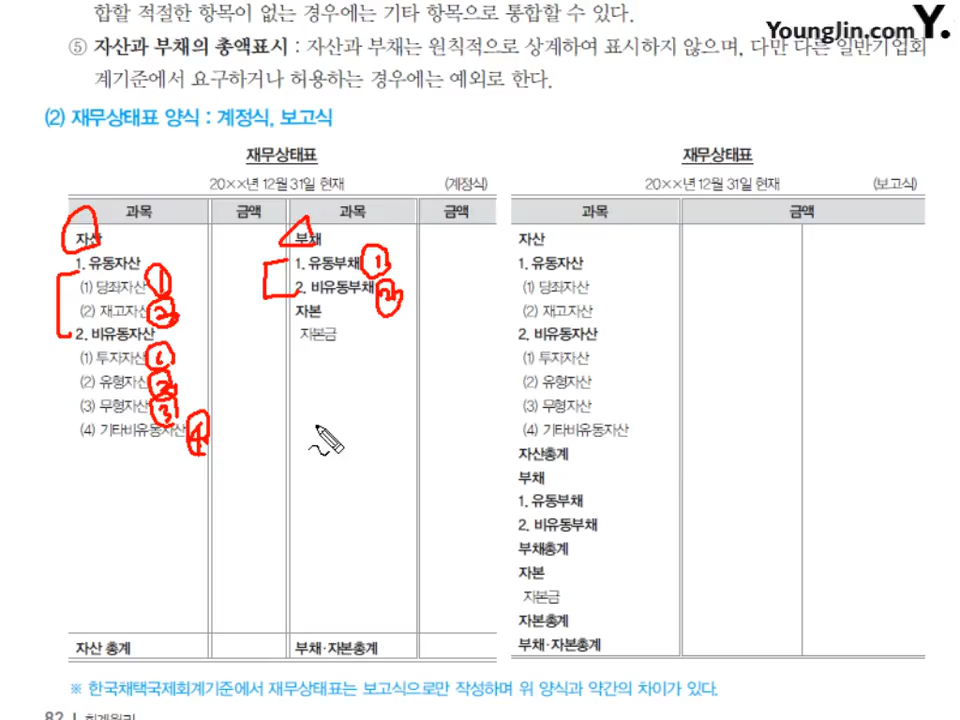 합할 적절한 항목이 없는 경우에는 기타 항목으로 통합할 수 있다.
YoungJin.com Y.
⑤ 자산과 부채의 총액표시 : 자산과 부채는 원칙적으로 상계하여 표시하지 않으며, 다만 다른 일반기업회
계기준에서 요구하거나 허용하는 경우에는 예외로 한다.
(2) 재무상태표 양식 : 계정식, 보고식
재무상태표
20××년 12월 31일 현재 (계정식)
과목 금액 과목 금액
자산 부채
1. 유동자산 1. 유동부채 1
(1) 당좌자산 1 2. 비유동부채 2
(2) 재고자산 2 자본
2. 비유동자산 자본금
(1) 투자자산 1
(2) 유형자산 2
(3) 무형자산 3
(4) 기타비유동자산 4
자산 총계 부채·자본총계
재무상태표
20××년 12월 31일 현재 (보고식)
과목 금액
자산
1. 유동자산
(1) 당좌자산
(2) 재고자산
2. 비유동자산
(1) 투자자산
(2) 유형자산
(3) 무형자산
(4) 기타비유동자산
자산총계
부채
1. 유동부채
2. 비유동부채
부채총계
자본
자본금
자본총계
부채·자본총계
※ 한국채택국제회계기준에서 재무상태표는 보고식으로만 작성하며 위 양식과 약간의 차이가 있다.
82 | 회계원리